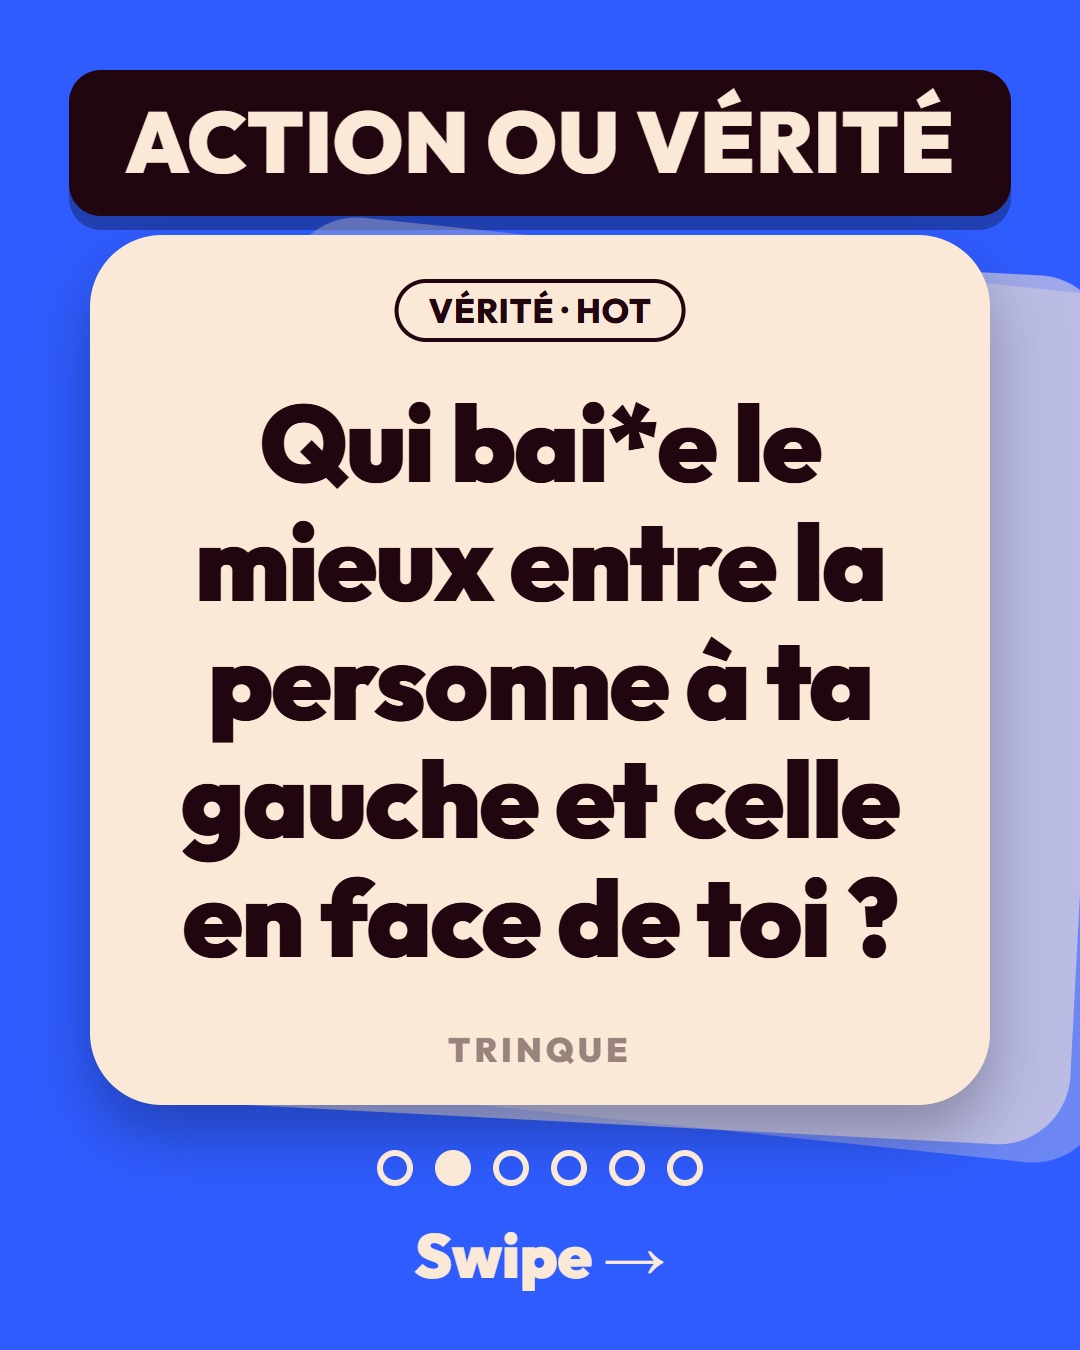 ACTION OU VÉRITÉ
VÉRITÉ · HOT
Qui bai*e le
mieux entre la
personne à ta
gauche et celle
en face de toi ?
TRINQUE
Swipe →